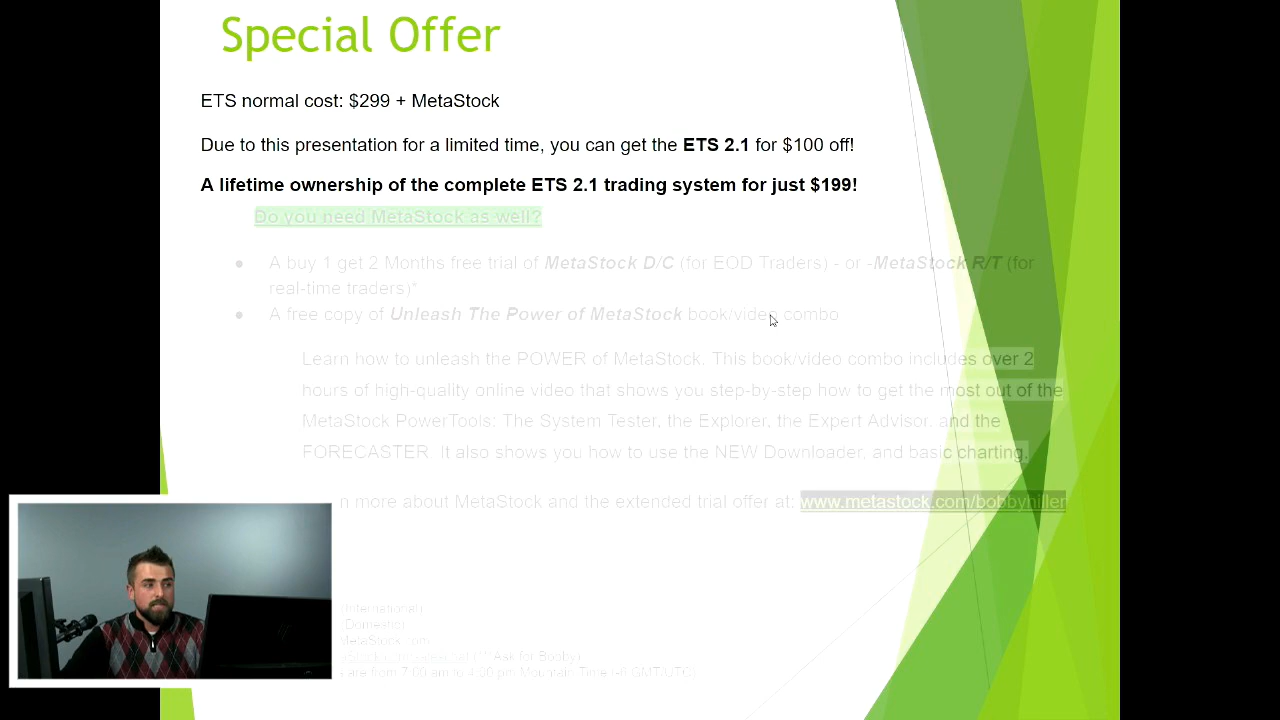 Special Offer
ETS normal cost: $299 + MetaStock
Due to this presentation for a limited time, you can get the ETS 2.1 for $100 off!
A lifetime ownership of the complete ETS 2.1 trading system for just $199!
Do you need MetaStock as well?
● A buy 1 get 2 Months free trial of MetaStock D/C (for EOD Traders) - or -MetaStock R/T (for
real-time traders)*
● A free copy of Unleash The Power of MetaStock book/video combo
Learn how to unleash the POWER of MetaStock. This book/video combo includes over 2
hours of high-quality online video that shows you step-by-step how to get the most out of the
MetaStock PowerTools: The System Tester, the Explorer, the Expert Advisor, and the
FORECASTER. It also shows you how to use the NEW Downloader, and basic charting.
n more about MetaStock and the extended trial offer at: www.metastock.com/bobbyhiller
(International)
(Domestic)
MetaStock.com
(***Ask for Bobby)
are from 7:00 am to 4:30 pm Mountain Time (-6 GMT/UTC)